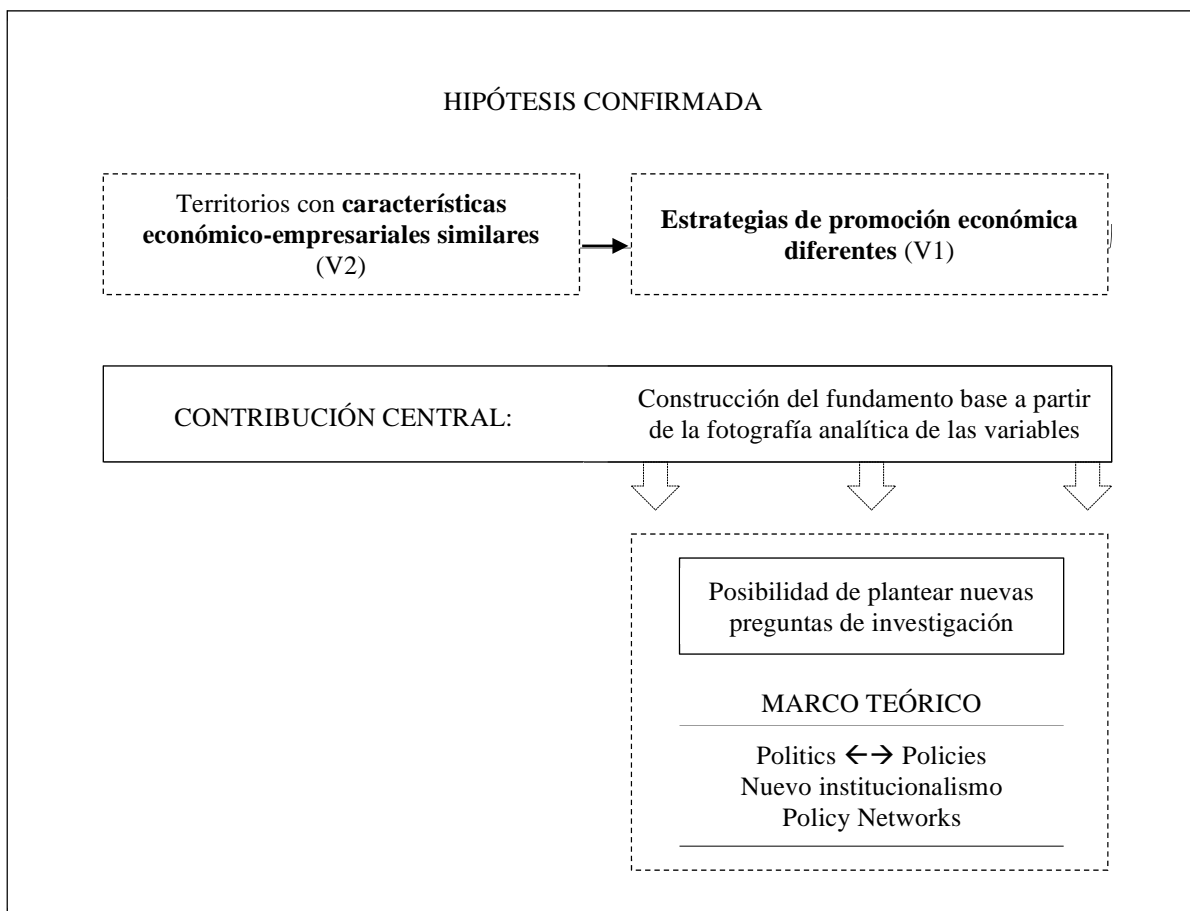 HIPÓTESIS CONFIRMADA
Territorios con características
económico-empresariales similares
(V2)
Estrategias de promoción económica
diferentes (V1)
CONTRIBUCIÓN CENTRAL:
Construcción del fundamento base a partir
de la fotografía analítica de las variables
Posibilidad de plantear nuevas
preguntas de investigación
MARCO TEÓRICO
Politics ←→ Policies
Nuevo institucionalismo
Policy Networks